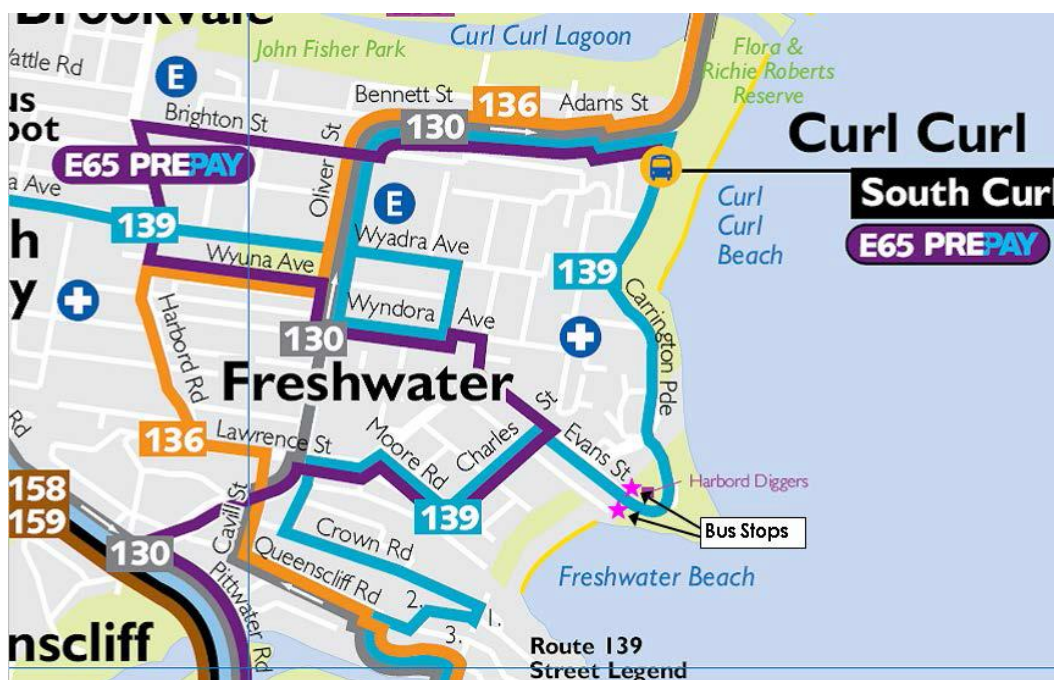 Brookvale
John Fisher Park
Curl Curl Lagoon
Flora &
Richie Roberts
Reserve
attle Rd
E
Bennett St
136
Adams St
us
pot
Brighton St
130
Curl Curl
E65 PREPAY
Oliver St
South Curl
a Ave
139
E
Curl
Curl
Beach
E65 PREPAY
h
y
Wyuna Ave
Wyadra Ave
139
Carrington Pde
Harbord Rd
130
Wyndora Ave
Freshwater
Rd
136
Lawrence St
Moore Rd
Charles St
Evans St
158
159
Harbord Diggers
139
Bus Stops
130
Cavill St
Crown Rd
Queenscliff Rd
Pittwater Rd
Freshwater Beach
2.
1.
3.
nscliff
Route 139
Street Legend